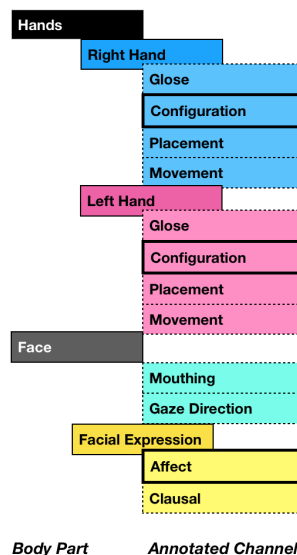 Hands
Right Hand
Glose
Configuration
Placement
Movement
Left Hand
Glose
Configuration
Placement
Movement
Face
Mouthing
Gaze Direction
Facial Expression
Affect
Clausal
Body Part Annotated Channel